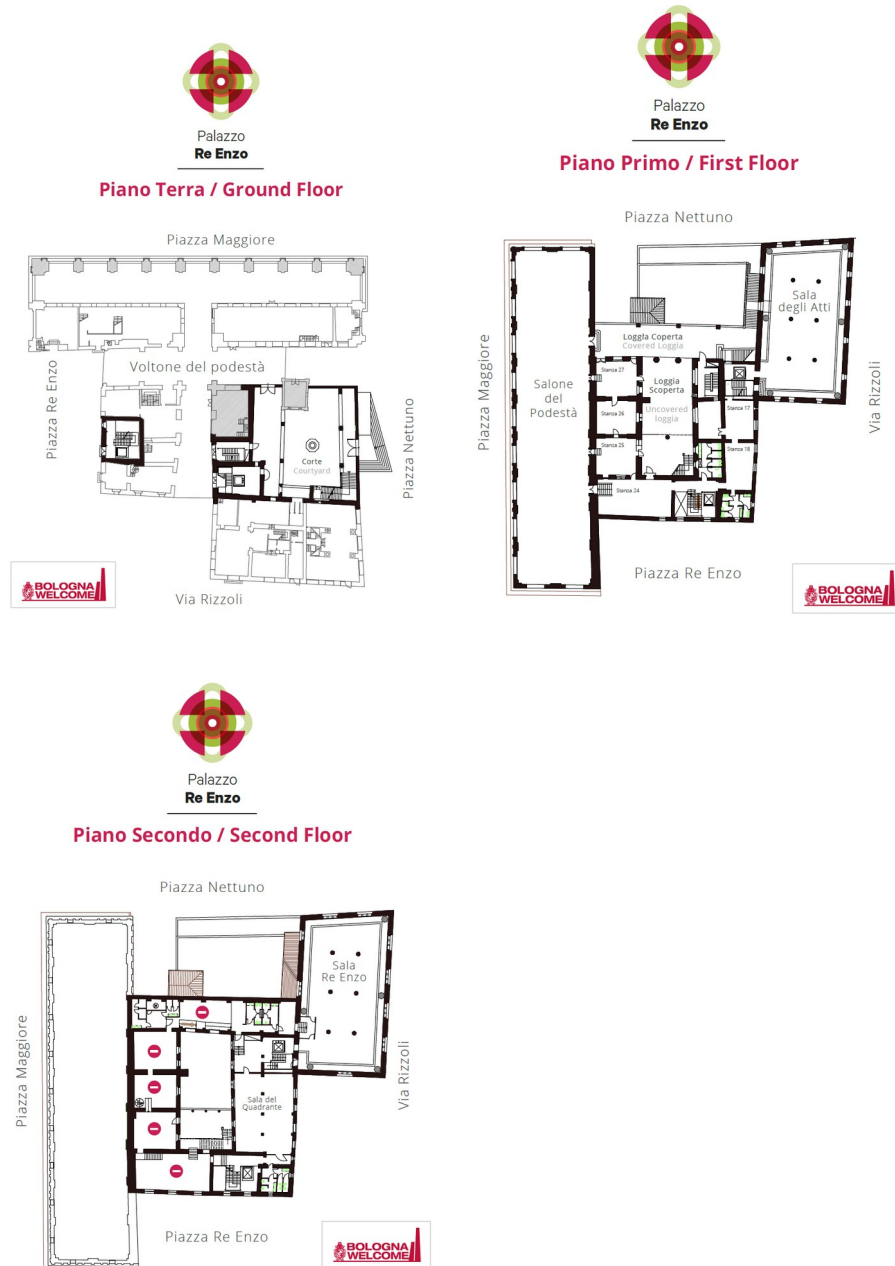 Palazzo
Re Enzo
Piano Terra / Ground Floor
Piazza Maggiore
Voltone del podestà
Piazza Re Enzo
Piazza Nettuno
Corte
Courtyard
Via Rizzoli
BOLOGNA
WELCOME
Palazzo
Re Enzo
Piano Primo / First Floor
Piazza Nettuno
Sala
degli Atti
Loggia Coperta
Covered Loggia
Piazza Maggiore
Via Rizzoli
Stanza 27
Loggia
Scoperta
Salone
del
Podestà
Uncovered
loggia
Stanza 17
Stanza 26
Stanza 25
Stanza 18
Stanza 24
Piazza Re Enzo
BOLOGNA
WELCOME
Palazzo
Re Enzo
Piano Secondo / Second Floor
Piazza Nettuno
Sala
Re Enzo
Piazza Maggiore
Via Rizzoli
Sala del
Quadrante
Piazza Re Enzo
BOLOGNA
WELCOME